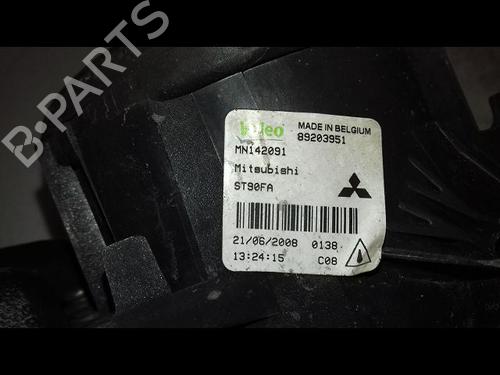 Valeo
MADE IN BELGIUM
89203951
MN142091
Mitsubishi
ST90FA
21/06/2008 0138
13:24:15 C08
B-PARTS